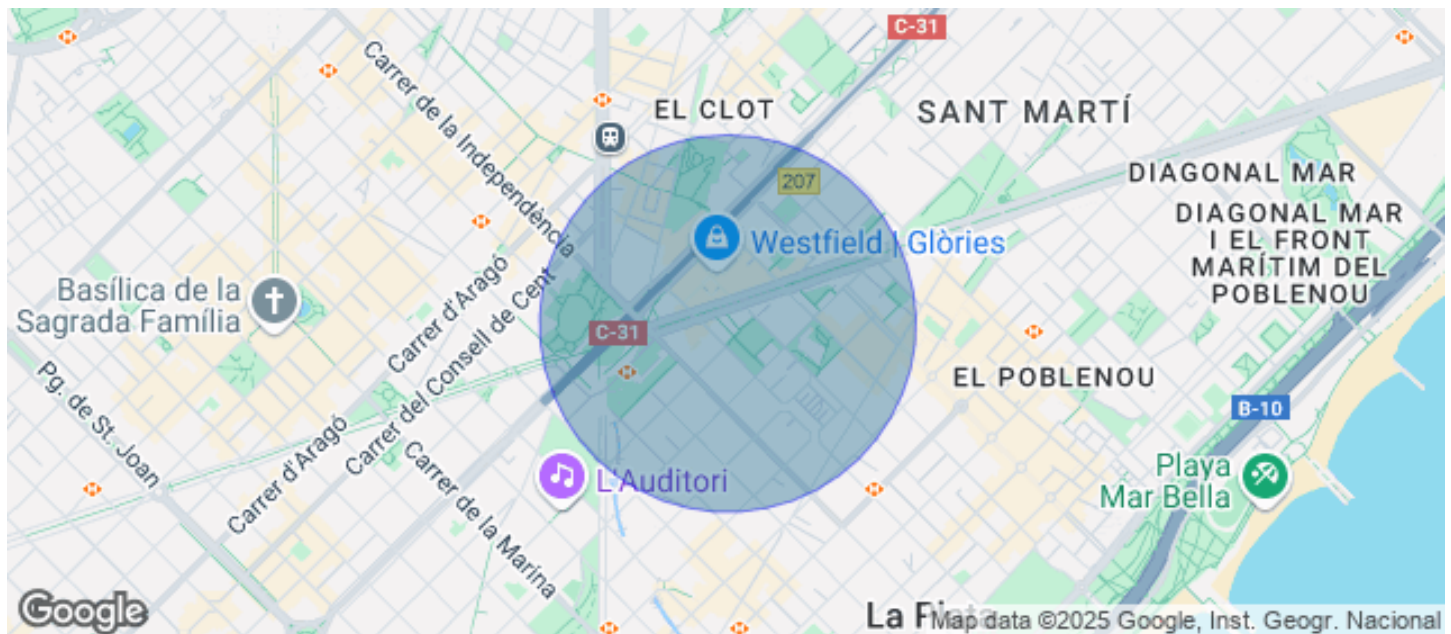 C-31
EL CLOT
SANT MARTÍ
Carrer de la Independència
207
DIAGONAL MAR
DIAGONAL MAR
I EL FRONT
MARÍTIM DEL
POBLENOU
Westfield | Glòries
Basílica de la
Sagrada Família
Carrer d'Aragó
Carrer del Consell de Cent
C-31
Pg. de St. Joan
EL POBLENOU
B-10
Carrer d'Aragó
Carrer de la Marina
L'Auditori
Playa
Mar Bella
Google
La
Map data ©2025 Google, Inst. Geogr. Nacional